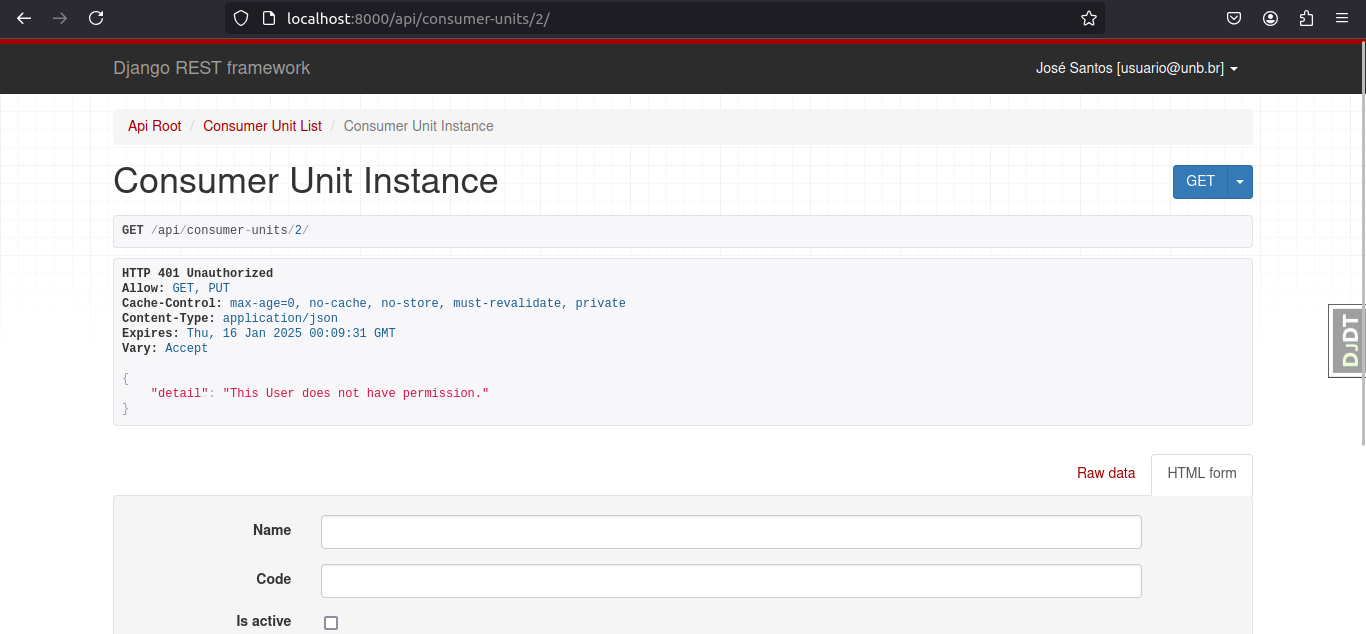 localhost:8000/api/consumer-units/2/
Django REST framework
José Santos [usuario@unb.br]
Api Root / Consumer Unit List / Consumer Unit Instance
Consumer Unit Instance
GET
GET /api/consumer-units/2/
HTTP 401 Unauthorized
Allow: GET, PUT
Cache-Control: max-age=0, no-cache, no-store, must-revalidate, private
Content-Type: application/json
Expires: Thu, 16 Jan 2025 00:09:31 GMT
Vary: Accept
{
"detail": "This User does not have permission."
}
DJDT
Raw data
HTML form
Name
Code
Is active